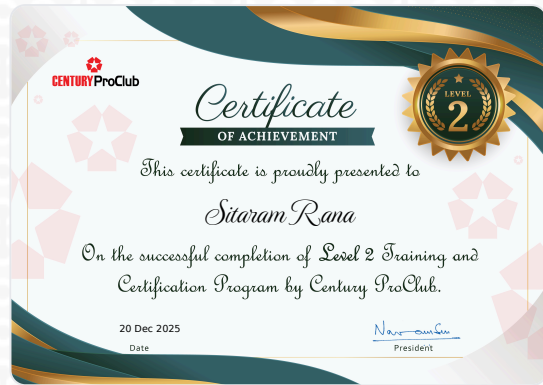 CENTURY ProClub
Certificate
OF ACHIEVEMENT
LEVEL
2
This certificate is proudly presented to
Sitaram Rana
On the successful completion of Level 2 Training and
Certification Program by Century ProClub.
20 Dec 2025
Date
President